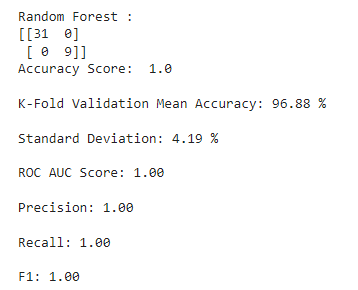 Random Forest :
[[31  0]
 [ 0  9]]
Accuracy Score:  1.0
K-Fold Validation Mean Accuracy: 96.88 %
Standard Deviation: 4.19 %
ROC AUC Score: 1.00
Precision: 1.00
Recall: 1.00
F1: 1.00